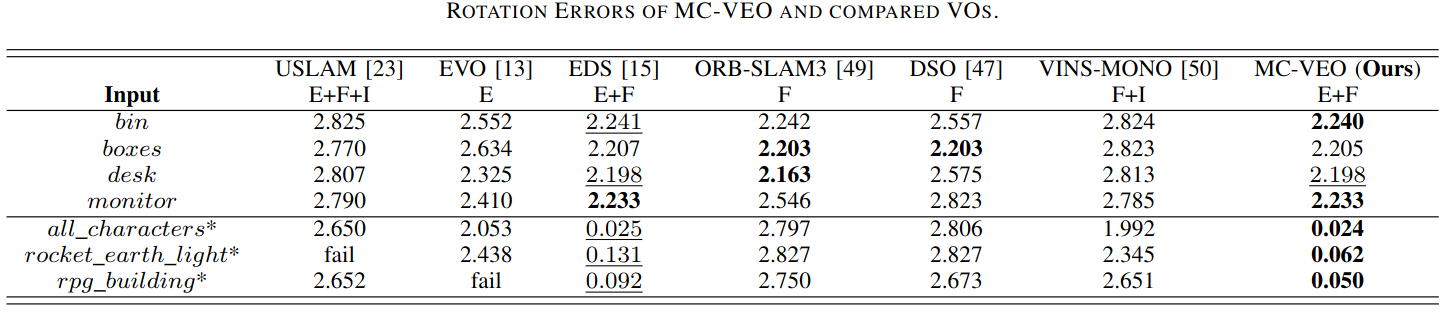 ROTATION ERRORS OF MC-VEO AND COMPARED VOS.
USLAM [23] EVO [13] EDS [15] ORB-SLAM3 [49] DSO [47] VINS-MONO [50] MC-VEO (Ours)
Input E+F+I E E+F F F F+I E+F
bin 2.825 2.552 2.241 2.242 2.557 2.824 2.240
boxes 2.770 2.634 2.207 2.203 2.203 2.823 2.205
desk 2.807 2.325 2.198 2.163 2.575 2.813 2.198
monitor 2.790 2.410 2.233 2.546 2.823 2.785 2.233
all_characters* 2.650 2.053 0.025 2.797 2.806 1.992 0.024
rocket_earth_light* fail 2.438 0.131 2.827 2.827 2.345 0.062
rpg_building* 2.652 fail 0.092 2.750 2.673 2.651 0.050